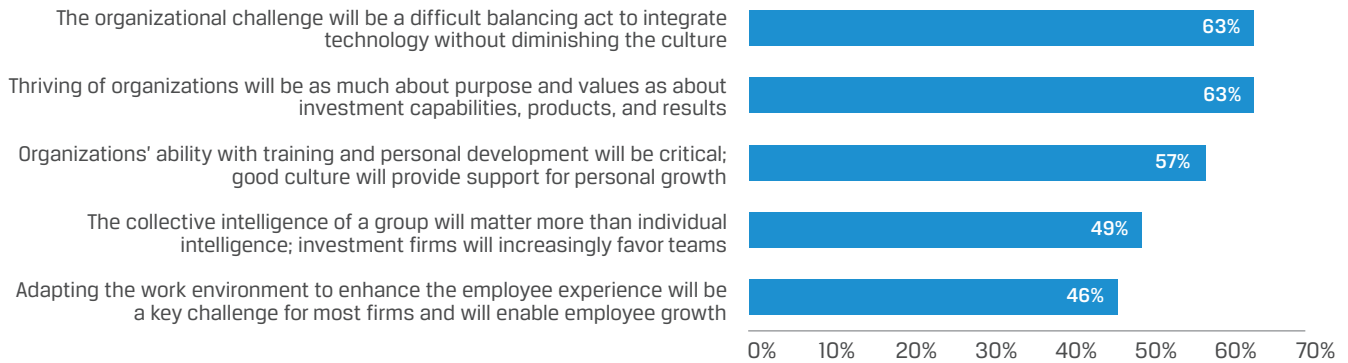 The organizational challenge will be a difficult balancing act to integrate
technology without diminishing the culture
63%
Thriving of organizations will be as much about purpose and values as about
investment capabilities, products, and results
63%
Organizations' ability with training and personal development will be critical;
good culture will provide support for personal growth
57%
The collective intelligence of a group will matter more than individual
intelligence; investment firms will increasingly favor teams
49%
Adapting the work environment to enhance the employee experience will be
a key challenge for most firms and will enable employee growth
46%
0% 10% 20% 30% 40% 50% 60% 70%